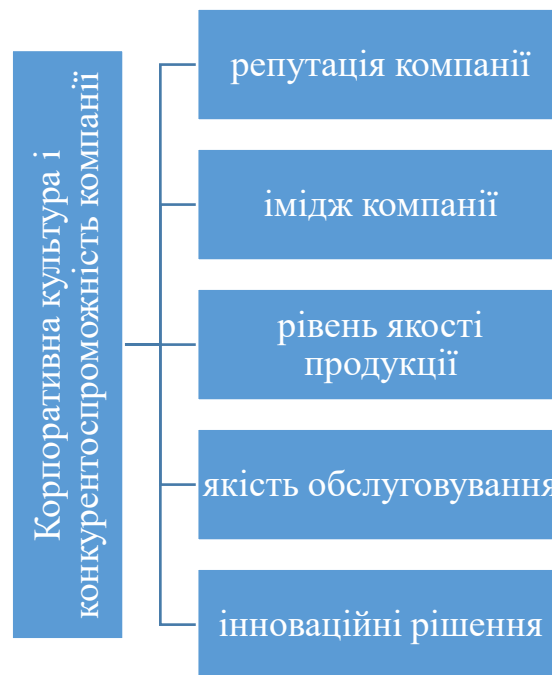 Корпоративна культура і
конкурентоспроможність компанії
репутація компанії
імідж компанії
рівень якості
продукції
якість обслуговування
інноваційні рішення